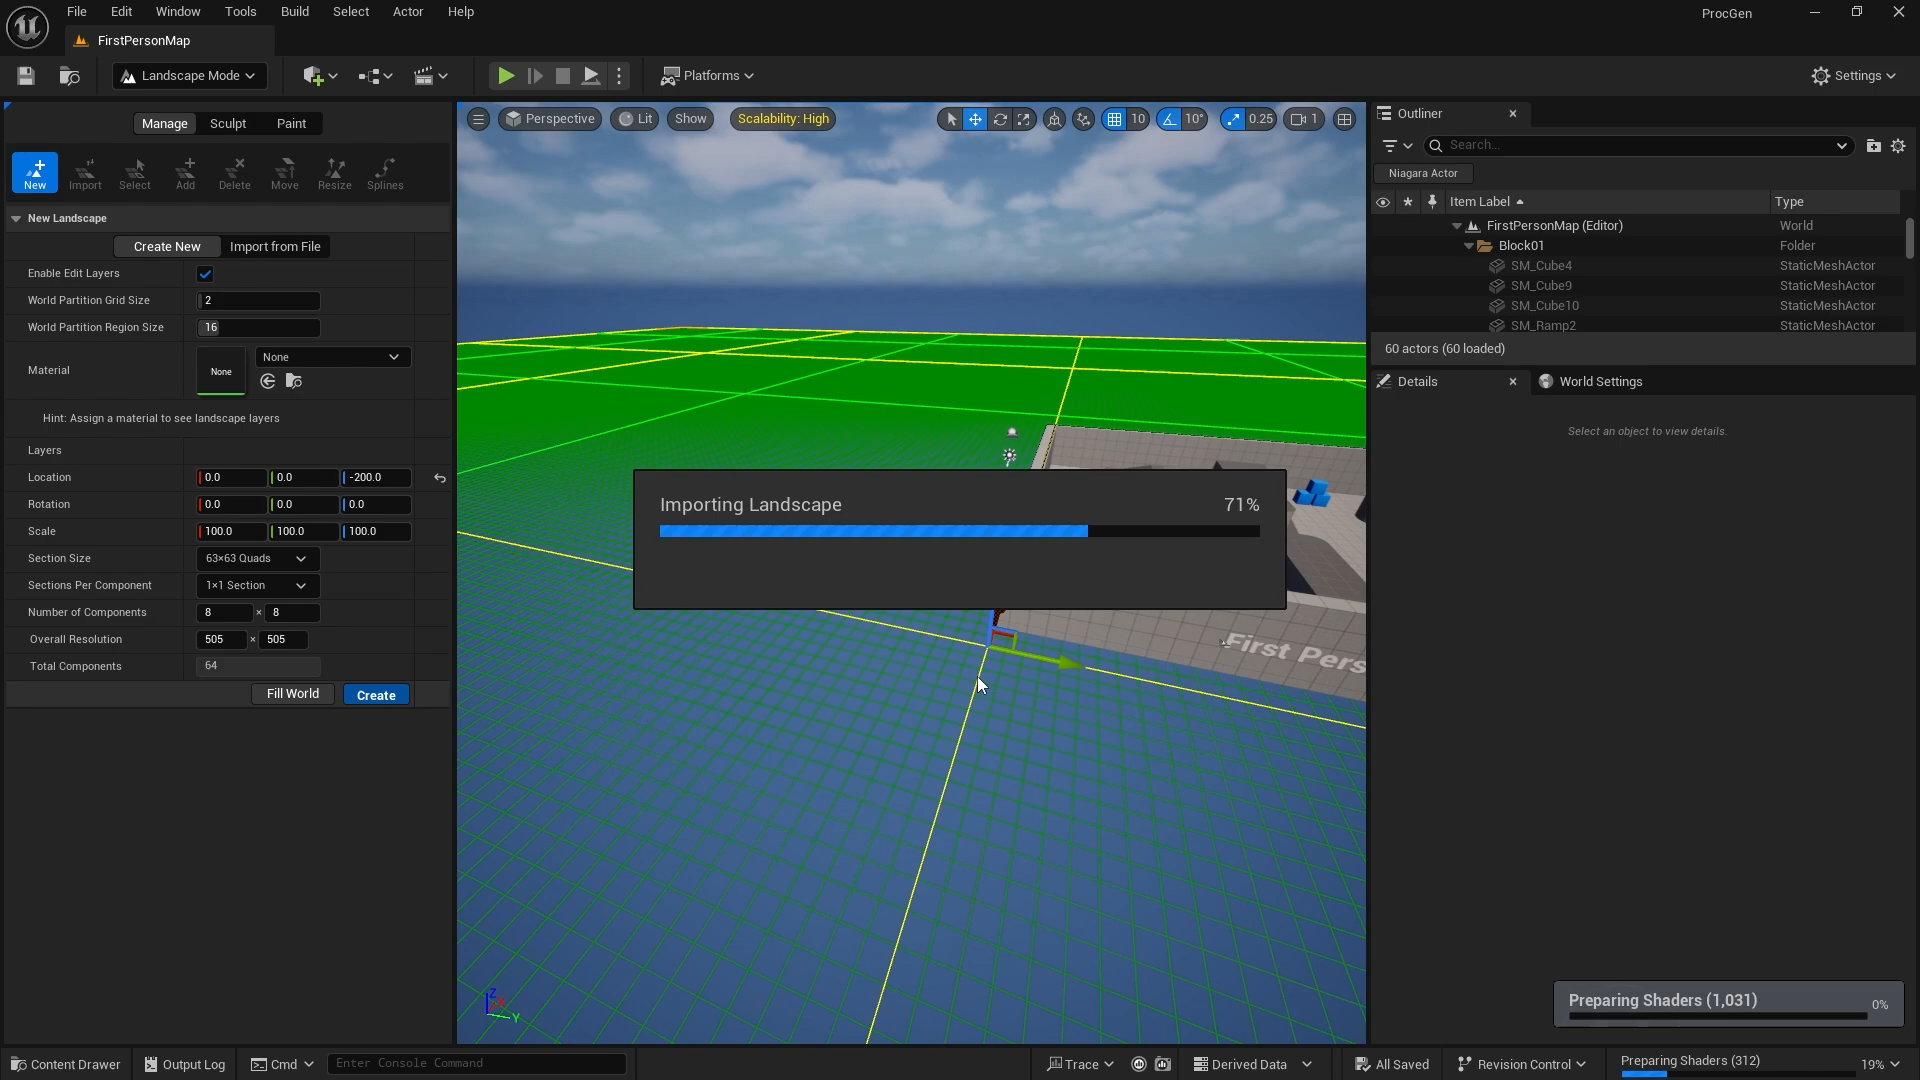 File Edit Window Tools Build Select Actor Help
ProcGen
FirstPersonMap
Landscape Mode
Platforms
Settings
Manage Sculpt Paint
New Import Select Add Delete Move Resize Splines
New Landscape
Create New Import from File
Enable Edit Layers
World Partition Grid Size 2
World Partition Region Size 16
Material None None
Hint: Assign a material to see landscape layers
Layers
Location 0.0 0.0 -200.0
Rotation 0.0 0.0 0.0
Scale 100.0 100.0 100.0
Section Size 63×63 Quads
Sections Per Component 1×1 Section
Number of Components 8 × 8
Overall Resolution 505 × 505
Total Components 64
Fill World Create
Perspective Lit Show Scalability: High 10 10° 0.25 1
Importing Landscape 71%
First Pers
Z X Y
Outliner
Search...
Niagara Actor
Item Label Type
FirstPersonMap (Editor) World
Block01 Folder
SM_Cube4 StaticMeshActor
SM_Cube9 StaticMeshActor
SM_Cube10 StaticMeshActor
SM_Ramp2 StaticMeshActor
60 actors (60 loaded)
Details World Settings
Select an object to view details.
Preparing Shaders (1,031) 0%
Content Drawer Output Log Cmd Enter Console Command Trace Derived Data All Saved Revision Control Preparing Shaders (312) 19%